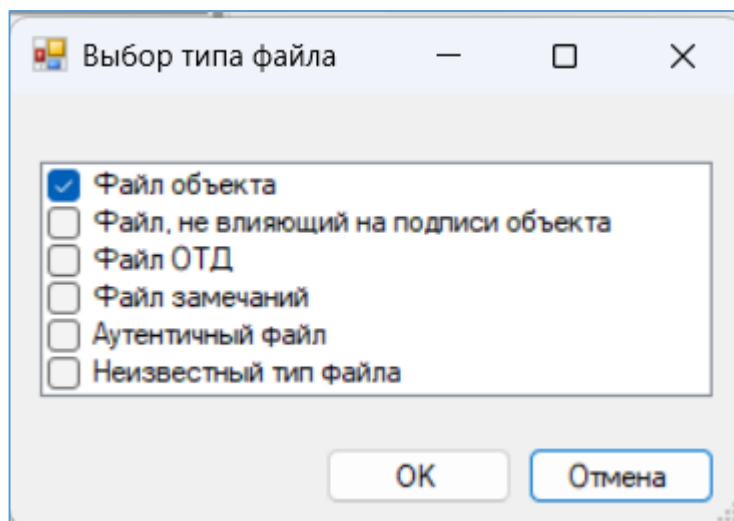 Выбор типа файла
Файл объекта
Файл, не влияющий на подписи объекта
Файл ОТД
Файл замечаний
Аутентичный файл
Неизвестный тип файла
OK Отмена